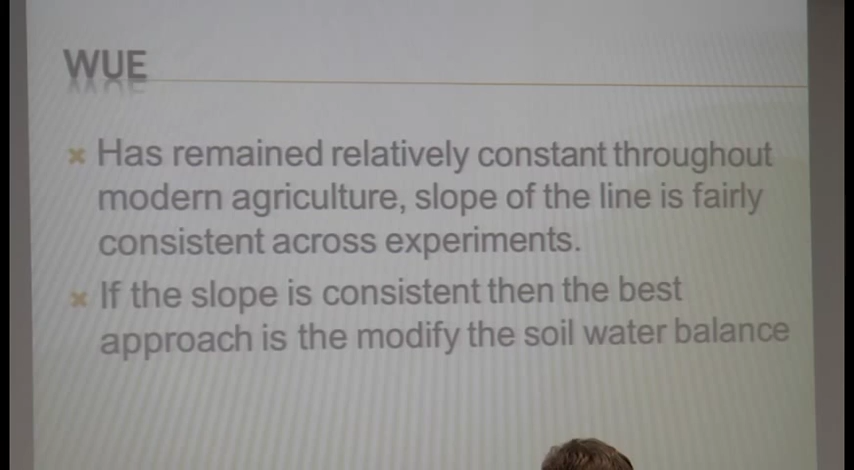 WUE
Has remained relatively constant throughout
modern agriculture, slope of the line is fairly
consistent across experiments.
If the slope is consistent then the best
approach is the modify the soil water balance